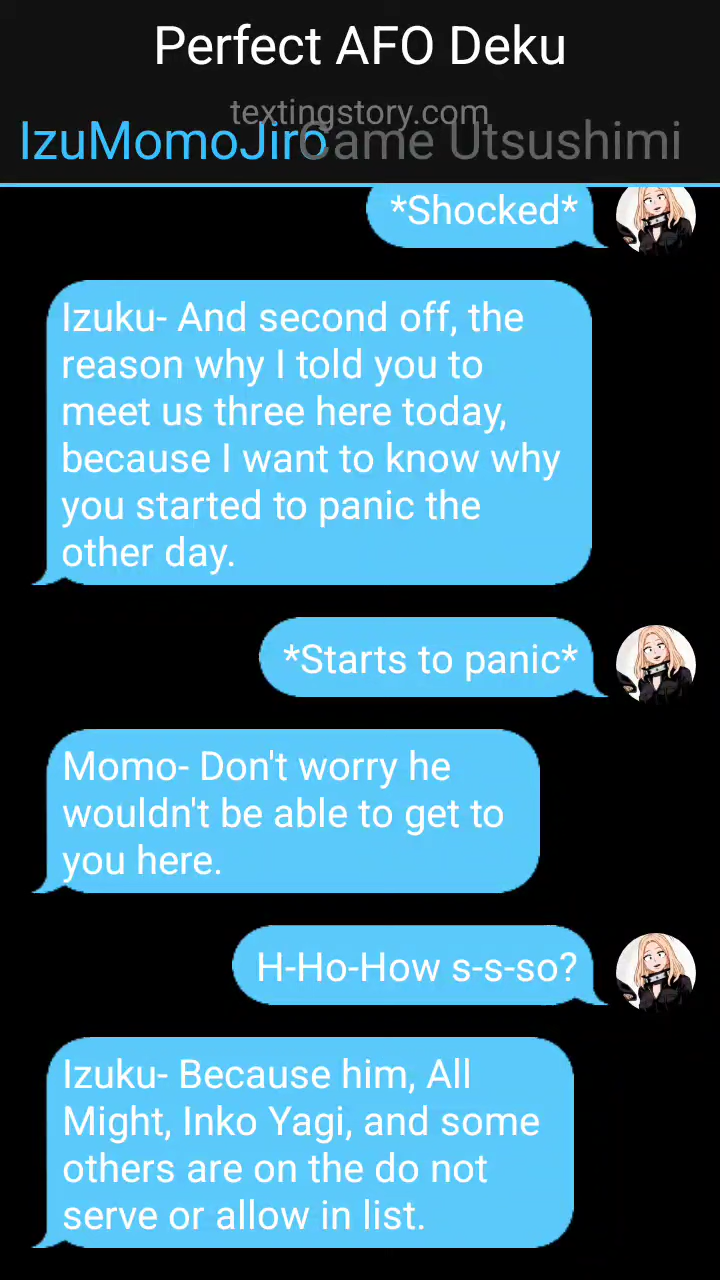 Perfect AFO Deku
textingstory.com
IzuMomoJiro
Came Utsushimi
*Shocked*
Izuku- And second off, the
reason why I told you to
meet us three here today,
because I want to know why
you started to panic the
other day.
*Starts to panic*
Momo- Don't worry he
wouldn't be able to get to
you here.
H-Ho-How s-s-so?
Izuku- Because him, All
Might, Inko Yagi, and some
others are on the do not
serve or allow in list.